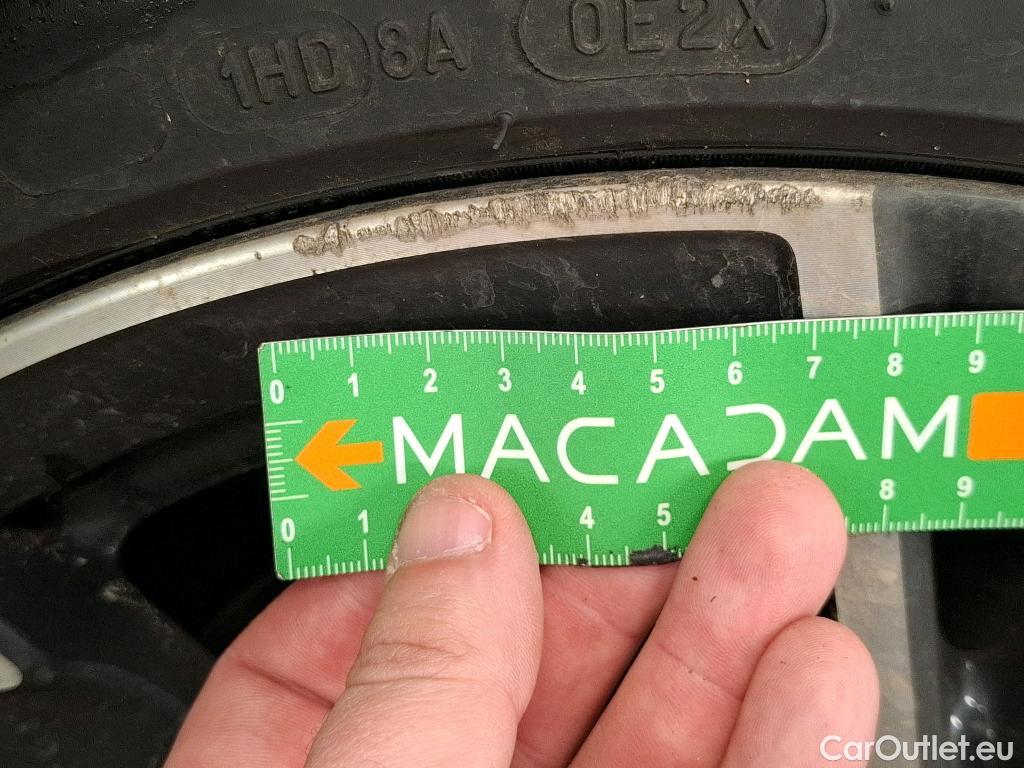 1HD 8A 0E2X
0 1 2 3 4 5 6 7 8 9
MACADAM
0 1 4 5 8 9
CarOutlet.eu